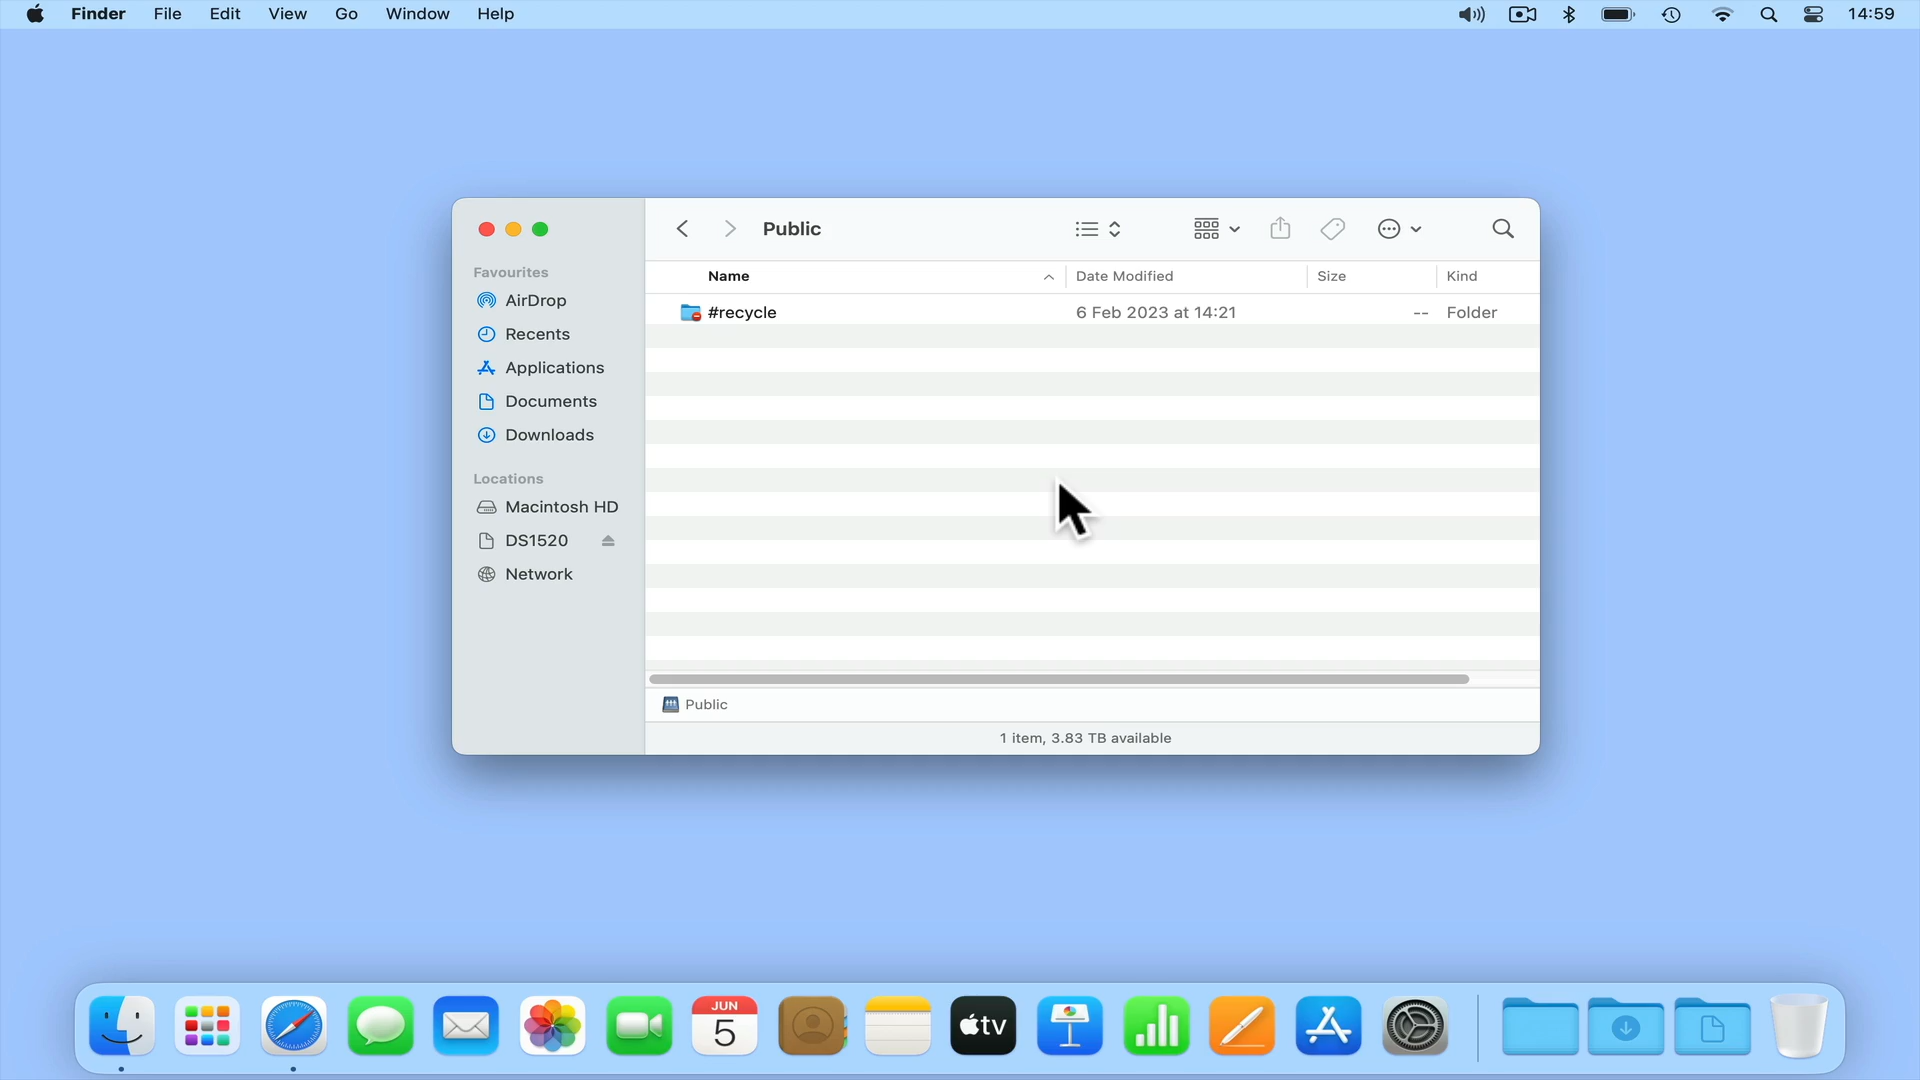 Finder File Edit View Go Window Help 14:59
Public
Favourites
AirDrop
Recents
Applications
Documents
Downloads
Locations
Macintosh HD
DS1520
Network
Name Date Modified Size Kind
#recycle 6 Feb 2023 at 14:21 -- Folder
Public
1 item, 3.83 TB available
JUN
5
tv